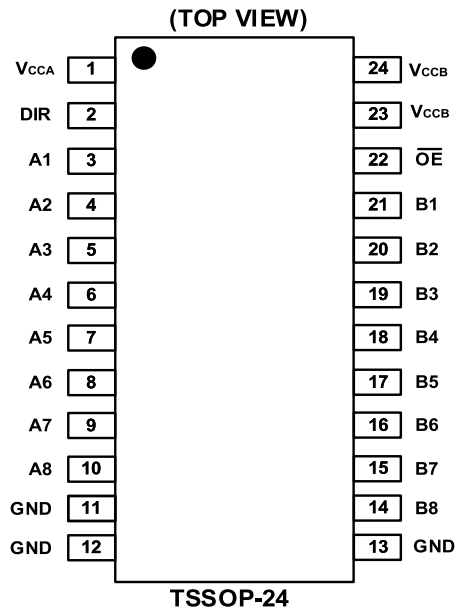 (TOP VIEW)
VCCA 1 24 VCCB
DIR 2 23 VCCB
A1 3 22 OE
A2 4 21 B1
A3 5 20 B2
A4 6 19 B3
A5 7 18 B4
A6 8 17 B5
A7 9 16 B6
A8 10 15 B7
GND 11 14 B8
GND 12 13 GND
TSSOP-24